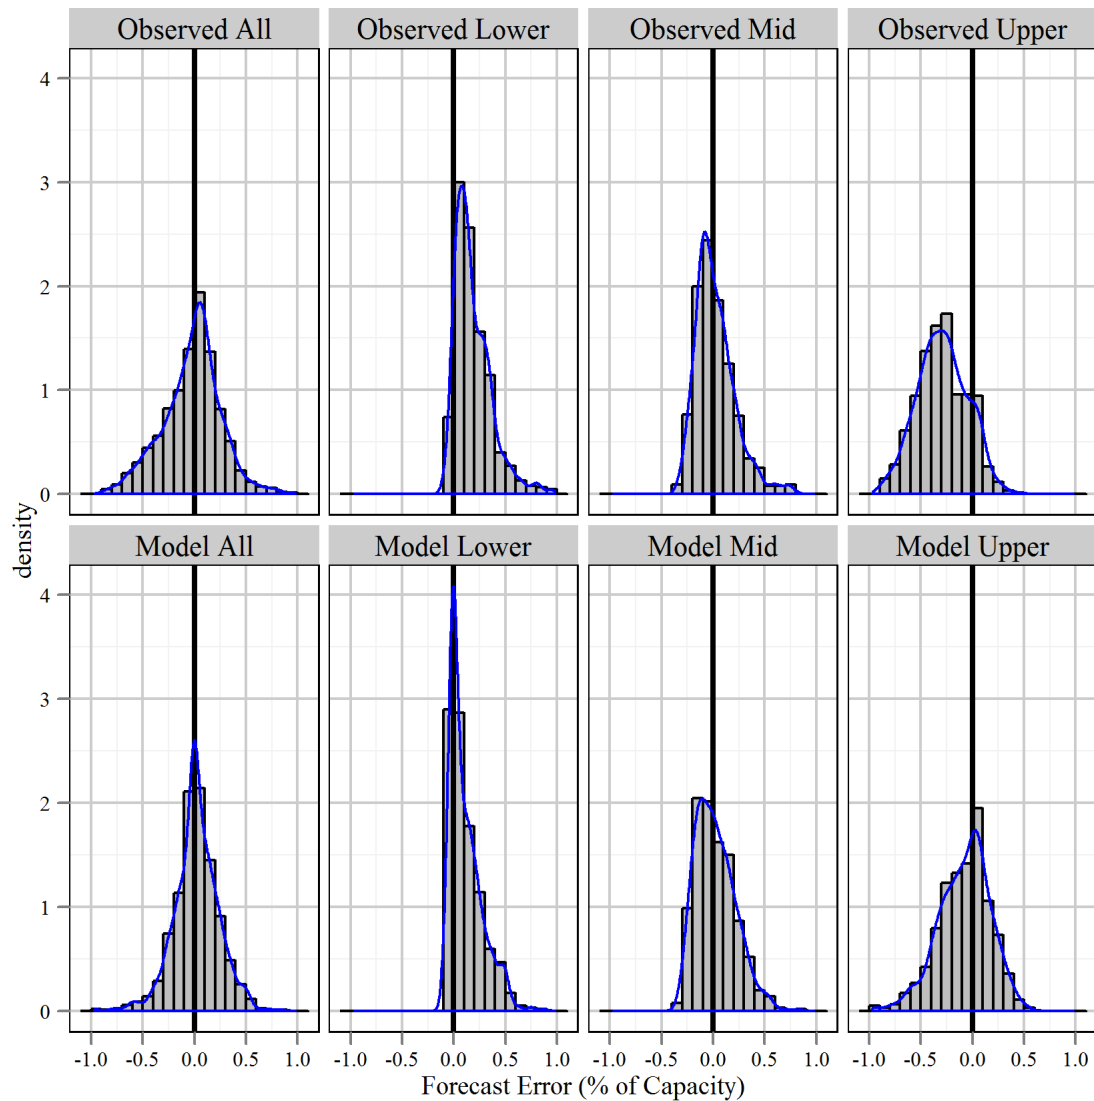 Observed All Observed Lower Observed Mid Observed Upper
4
3
2
1
0
density
Model All Model Lower Model Mid Model Upper
4
3
2
1
0
-1.0 -0.5 0.0 0.5 1.0 -1.0 -0.5 0.0 0.5 1.0 -1.0 -0.5 0.0 0.5 1.0 -1.0 -0.5 0.0 0.5 1.0
Forecast Error (% of Capacity)